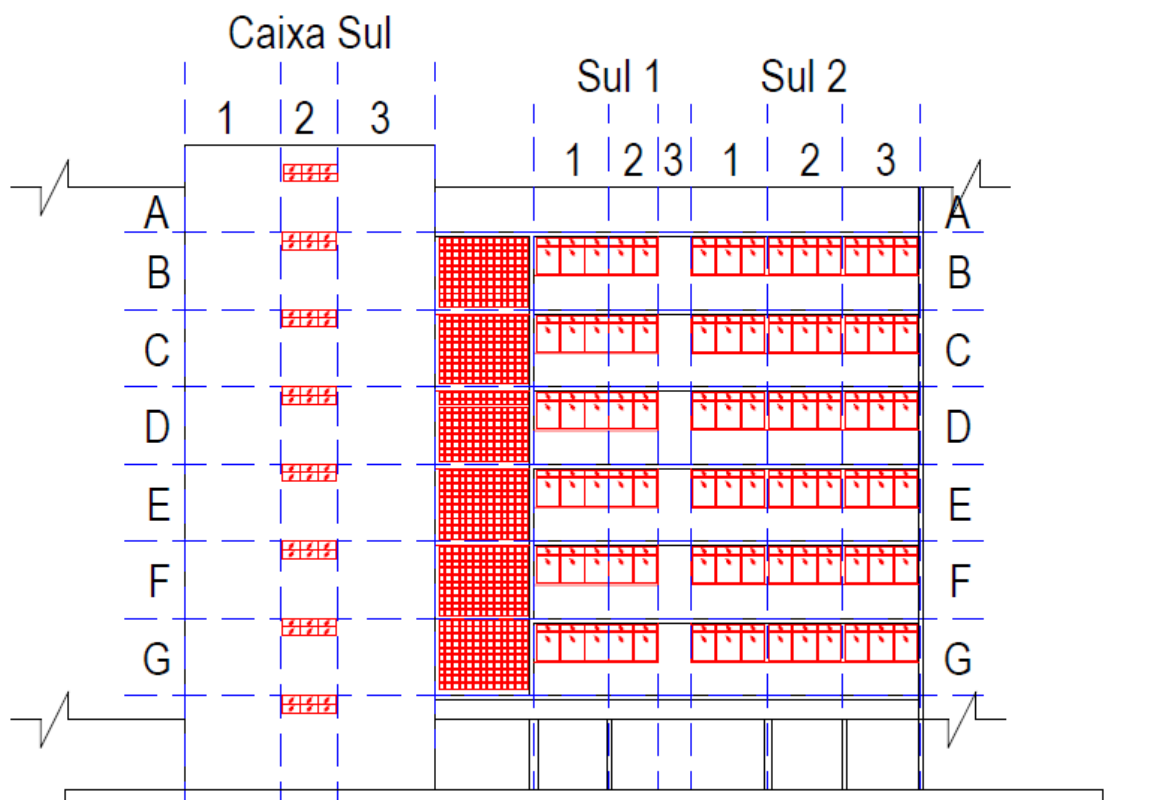 Caixa Sul
Sul 1 Sul 2
1 2 3
1 2 3 1 2 3
A A
B B
C C
D D
E E
F F
G G